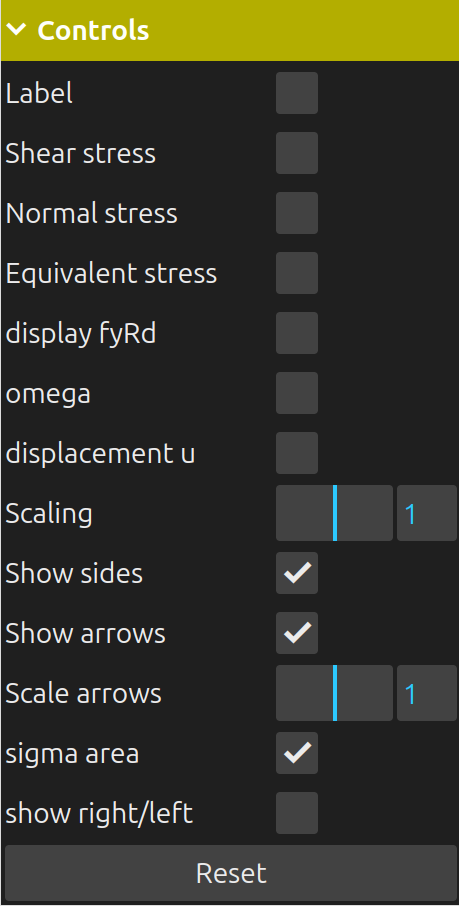 Controls
Label
Shear stress
Normal stress
Equivalent stress
display fyRd
omega
displacement u
Scaling 1
Show sides
Show arrows
Scale arrows 1
sigma area
show right/left
Reset